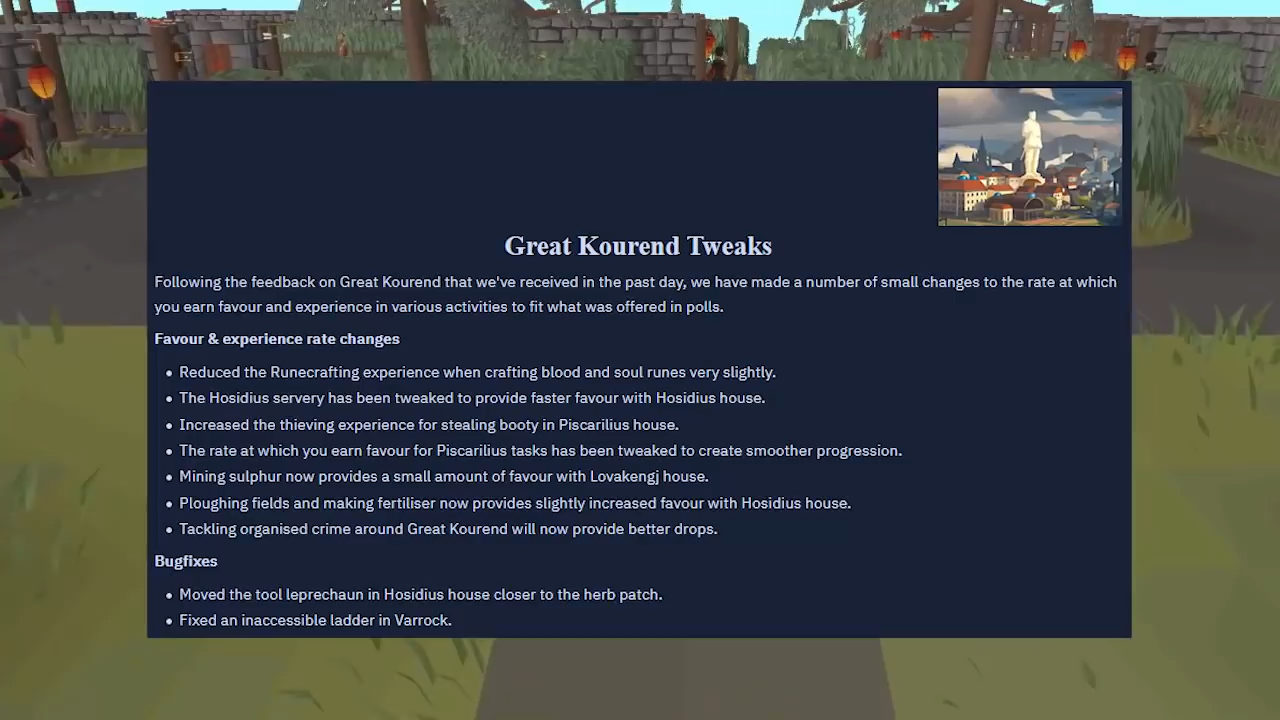 Great Kourend Tweaks
Following the feedback on Great Kourend that we've received in the past day, we have made a number of small changes to the rate at which
you earn favour and experience in various activities to fit what was offered in polls.
Favour & experience rate changes
• Reduced the Runecrafting experience when crafting blood and soul runes very slightly.
• The Hosidius servery has been tweaked to provide faster favour with Hosidius house.
• Increased the thieving experience for stealing booty in Piscarilius house.
• The rate at which you earn favour for Piscarilius tasks has been tweaked to create smoother progression.
• Mining sulphur now provides a small amount of favour with Lovakengj house.
• Ploughing fields and making fertiliser now provides slightly increased favour with Hosidius house.
• Tackling organised crime around Great Kourend will now provide better drops.
Bugfixes
• Moved the tool leprechaun in Hosidius house closer to the herb patch.
• Fixed an inaccessible ladder in Varrock.